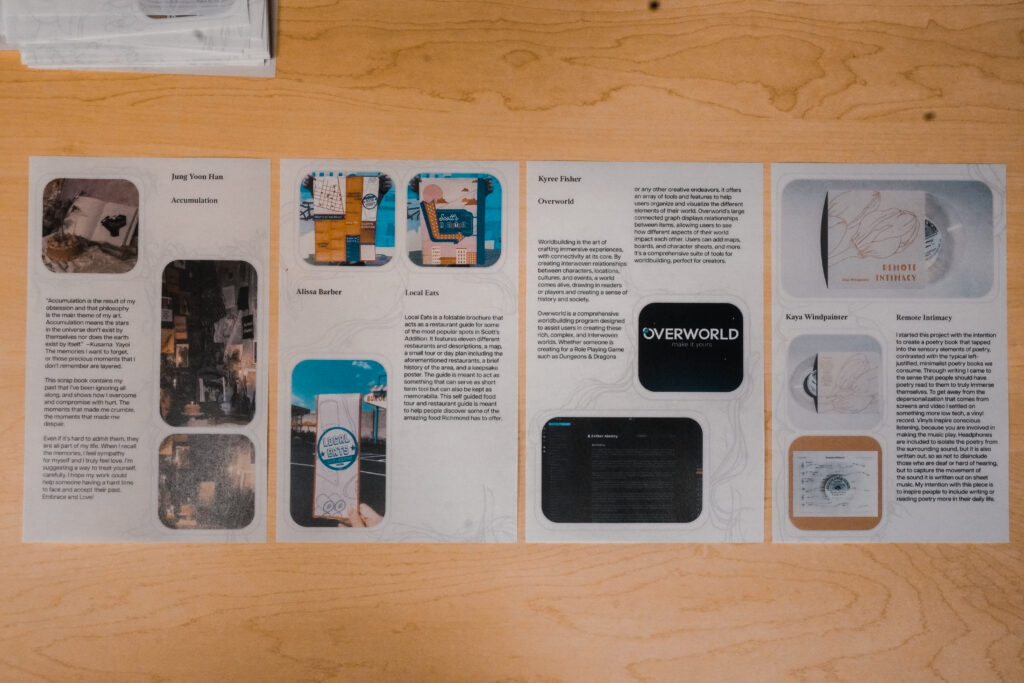 Jung Yoon Han
Accumulation
"Accumulation is the result of my
obsession and that philosophy
is the main theme of my art.
Accumulation means the stars
in the universe don't exist by
themselves nor does the earth
exist by itself." –Kusama Yayoi
The memories I want to forget,
or those precious moments that I
don't remember are layered.
This scrap book contains my
past that I've been ignoring all
along, and shows how I overcome
and compromise with hurt. The
moments that made me crumble,
the moments that made me
despair.
Even if it's hard to admit them, they
are all part of my life. When I recall
the memories, I feel sympathy
for myself and I truly feel love. I'm
suggesting a way to treat yourself,
carefully. I hope my work could
help someone having a hard time
to face and accept their past.
Embrace and Love!
Scott's
Alissa Barber
Local Eats
Local Eats is a foldable brochure that
acts as a restaurant guide for some
of the most popular spots in Scott's
Addition. It features eleven different
restaurants and descriptions, a map,
a small tour or day plan including the
aforementioned restaurants, a brief
history of the area, and a keepsake
poster. The guide is meant to act as
something that can serve as short
term tool but can also be kept as
memorabilia. This self guided food
tour and restaurant guide is meant
to help people discover some of the
amazing food Richmond has to offer.
LOCAL
EATS
Kyree Fisher
Overworld
Worldbuilding is the art of
crafting immersive experiences,
with connectivity at its core. By
creating interwoven relationships
between characters, locations,
cultures, and events, a world
comes alive, drawing in readers
or players and creating a sense of
history and society.
Overworld is a comprehensive
worldbuilding program designed
to assist users in creating these
rich, complex, and interwoven
worlds. Whether someone is
creating for a Role Playing Game
such as Dungeons & Dragons
or any other creative endeavors, it offers
an array of tools and features to help
users organize and visualize the different
elements of their world. Overworld's large
connected graph displays relationships
between items, allowing users to see
how different aspects of their world
impact each other. Users can add maps,
boards, and character sheets, and more.
It's a comprehensive suite of tools for
worldbuilding, perfect for creators.
OVERWORLD
make it yours
REMOTE
INTIMACY
Kaya Windpainter
Remote Intimacy
I started this project with the intention
to create a poetry book that tapped
into the sensory elements of poetry,
contrasted with the typical left-
justified, minimalist poetry books we
consume. Through writing I came to
the sense that people should have
poetry read to them to truly immerse
themselves. To get away from the
depersonalization that comes from
screens and video I settled on
something more low tech, a vinyl
record. Vinyls inspire conscious
listening, because you are involved in
making the music play. Headphones
are included to isolate the poetry from
the surrounding sound, but it is also
written out, so as not to disinclude
those who are deaf or hard of hearing,
but to capture the movement of
the sound it is written out on sheet
music. My intention with this piece is
to inspire people to include writing or
reading poetry more in their daily life.